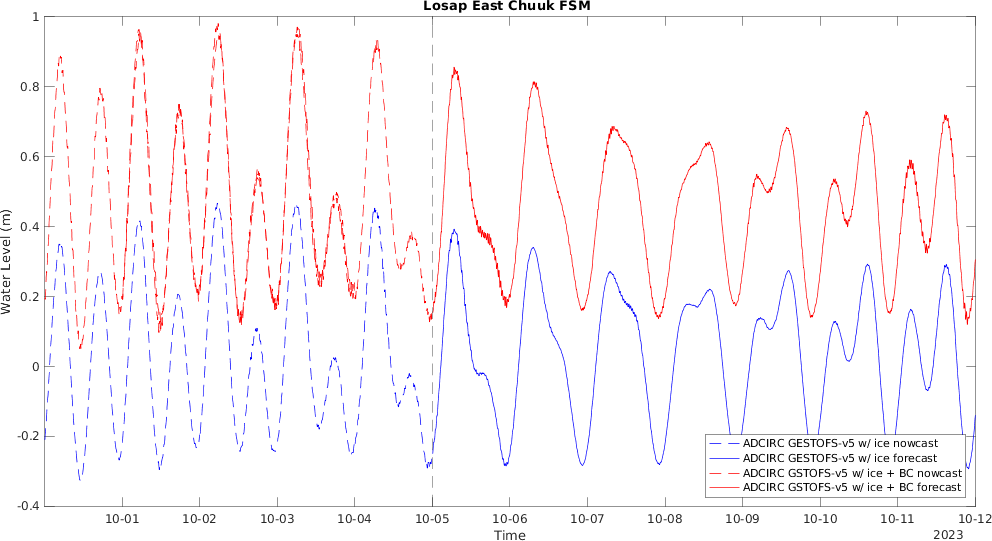 Losap East Chuuk FSM
Water Level (m)
1
0.8
0.6
0.4
0.2
0
-0.2
-0.4
10-01 10-02 10-03 10-04 10-05 10-06 10-07 10-08 10-09 10-10 10-11 10-12
Time
2023
ADCIRC GESTOFS-v5 w/ ice nowcast
ADCIRC GESTOFS-v5 w/ ice forecast
ADCIRC GSTOFS-v5 w/ ice + BC nowcast
ADCIRC GSTOFS-v5 w/ ice + BC forecast